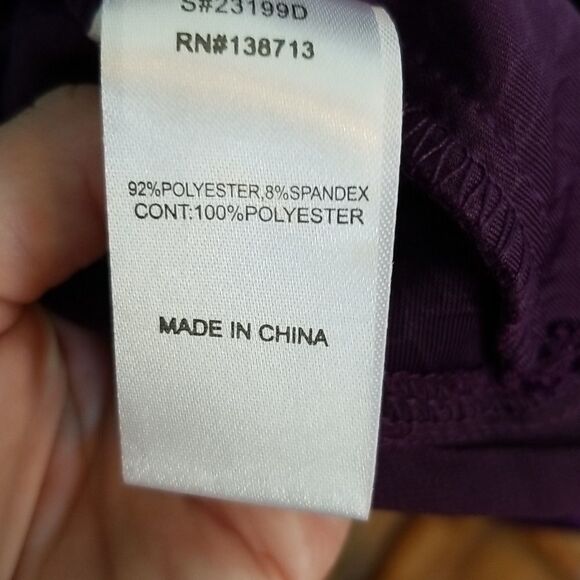 S#23199D
RN#138713
92%POLYESTER,8%SPANDEX
CONT:100%POLYESTER
MADE IN CHINA